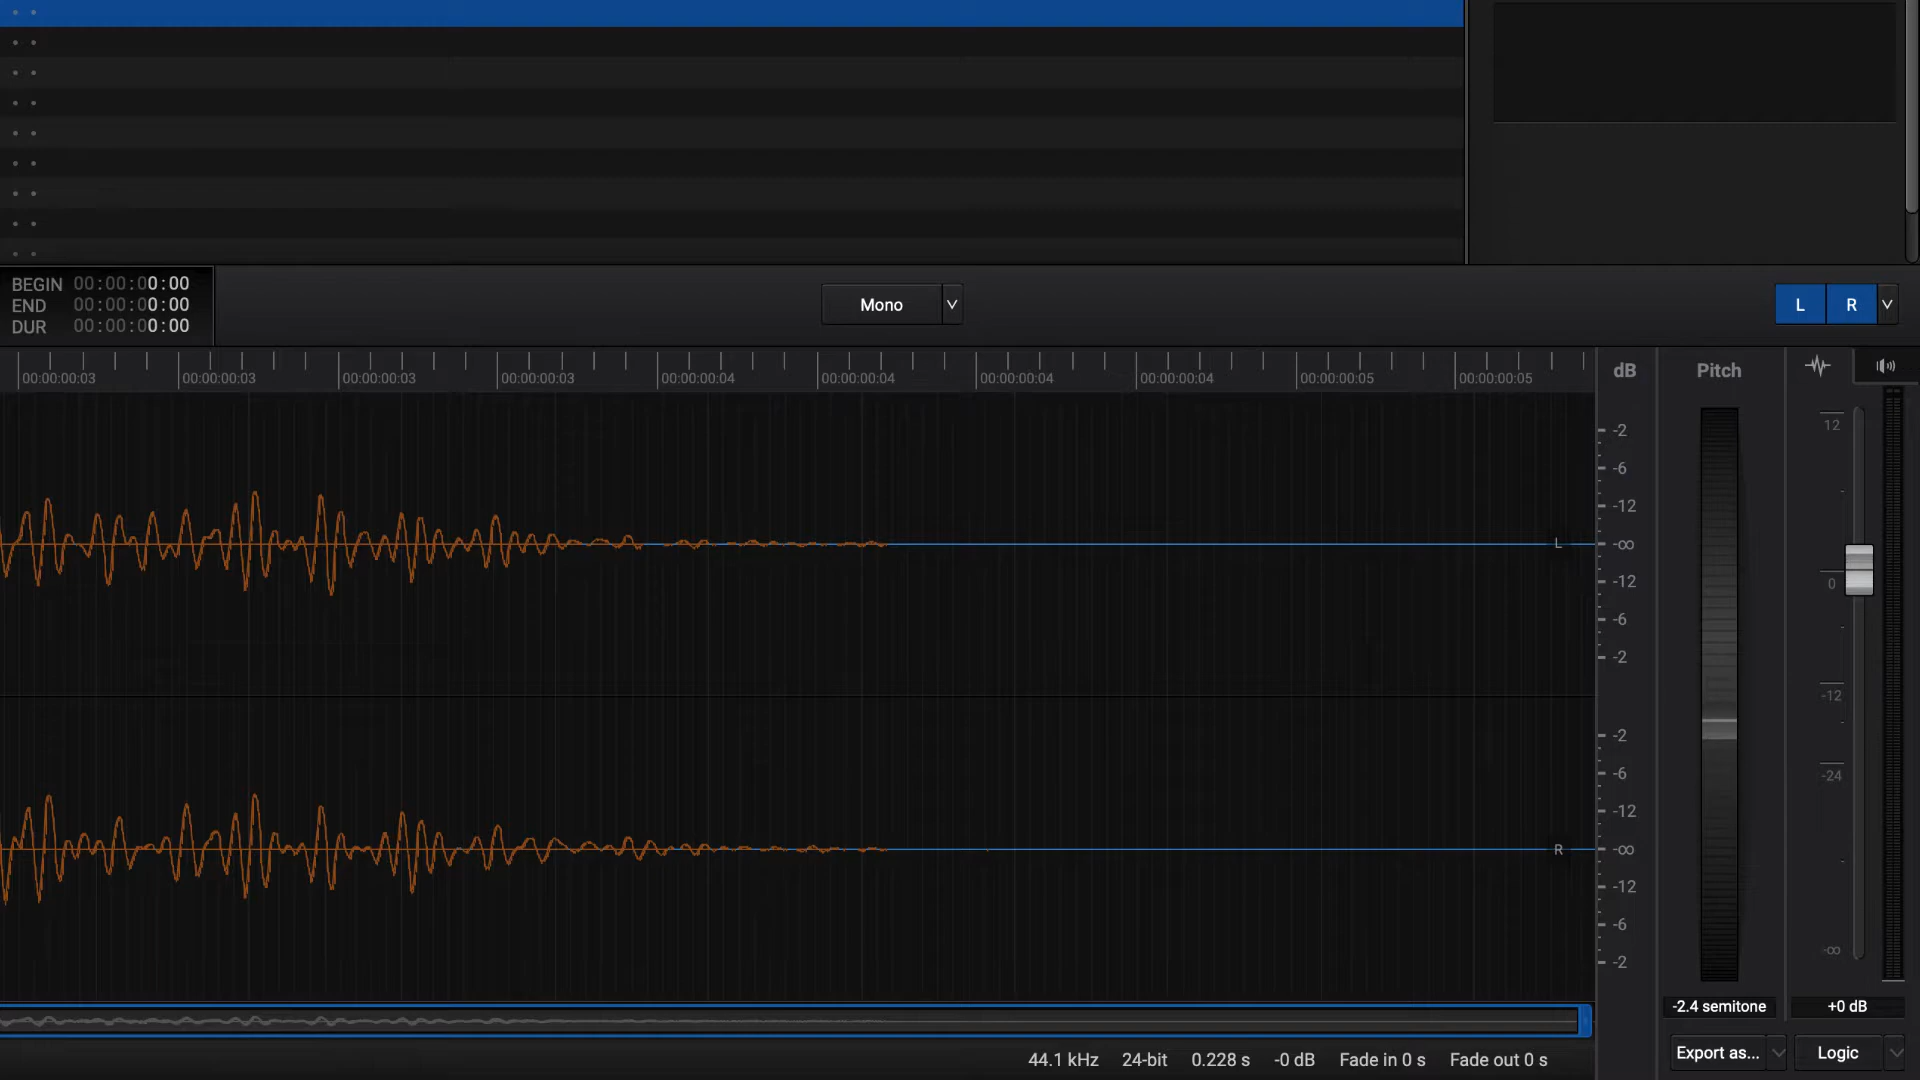 BEGIN 00:00:00:00
END 00:00:00:00
DUR 00:00:00:00
Mono
L R
00:00:00:03 00:00:00:03 00:00:00:03 00:00:00:03 00:00:00:04 00:00:00:04 00:00:00:04 00:00:00:04 00:00:00:05 00:00:00:05
dB
Pitch
-2
-6
-12
-∞
-12
-6
-2
L
-2
-6
-12
-∞
-12
-6
-2
R
12
0
-12
-24
-∞
-2.4 semitone
+0 dB
44.1 kHz 24-bit 0.228 s -0 dB Fade in 0 s Fade out 0 s
Export as...
Logic